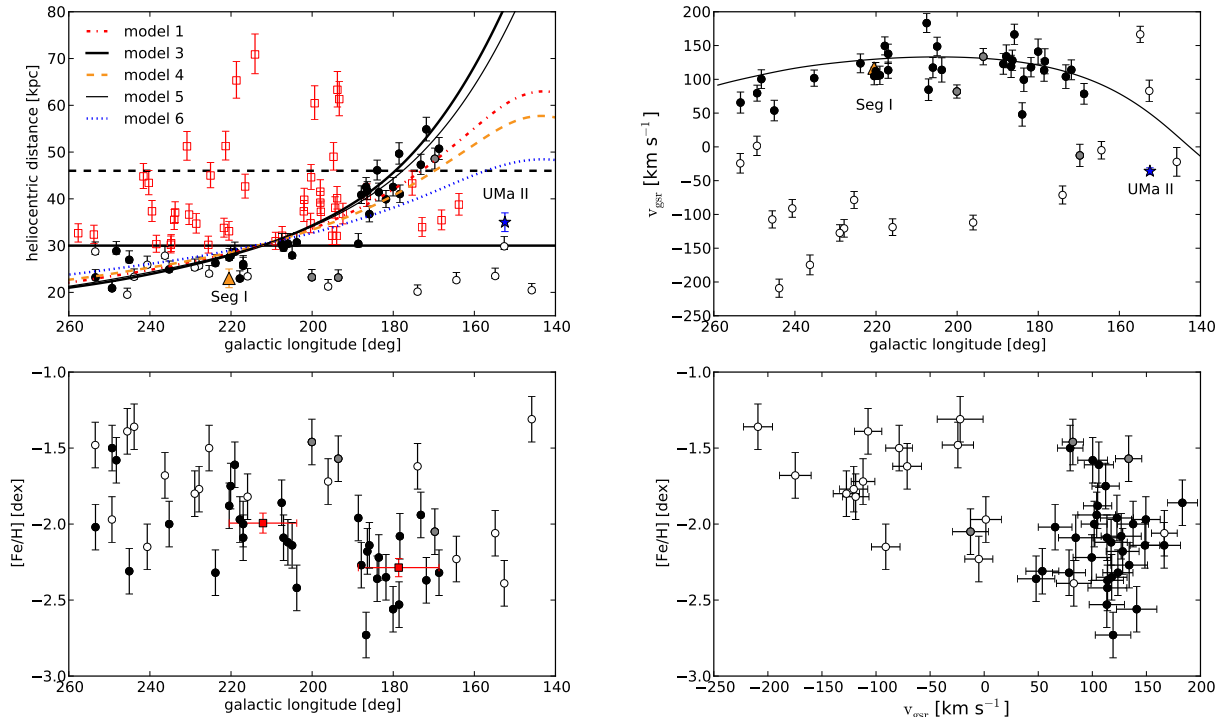 90
80
70
60
50
40
30
20
heliocentric distance [kpc]
model 1
model 3
model 4
model 5
model 6
UMa II
Seg I
260 240 220 200 180 160 140
galactic longitude [deg]
200
150
100
50
0
−50
−100
−150
−200
−250
v_gsr [km s⁻¹]
Seg I
UMa II
260 240 220 200 180 160 140
galactic longitude [deg]
−1.0
−1.5
−2.0
−2.5
−3.0
[Fe/H] [dex]
260 240 220 200 180 160 140
galactic longitude [deg]
−1.0
−1.5
−2.0
−2.5
−3.0
[Fe/H] [dex]
−250 −200 −150 −100 −50 0 50 100 150 200
v_gsr [km s⁻¹]